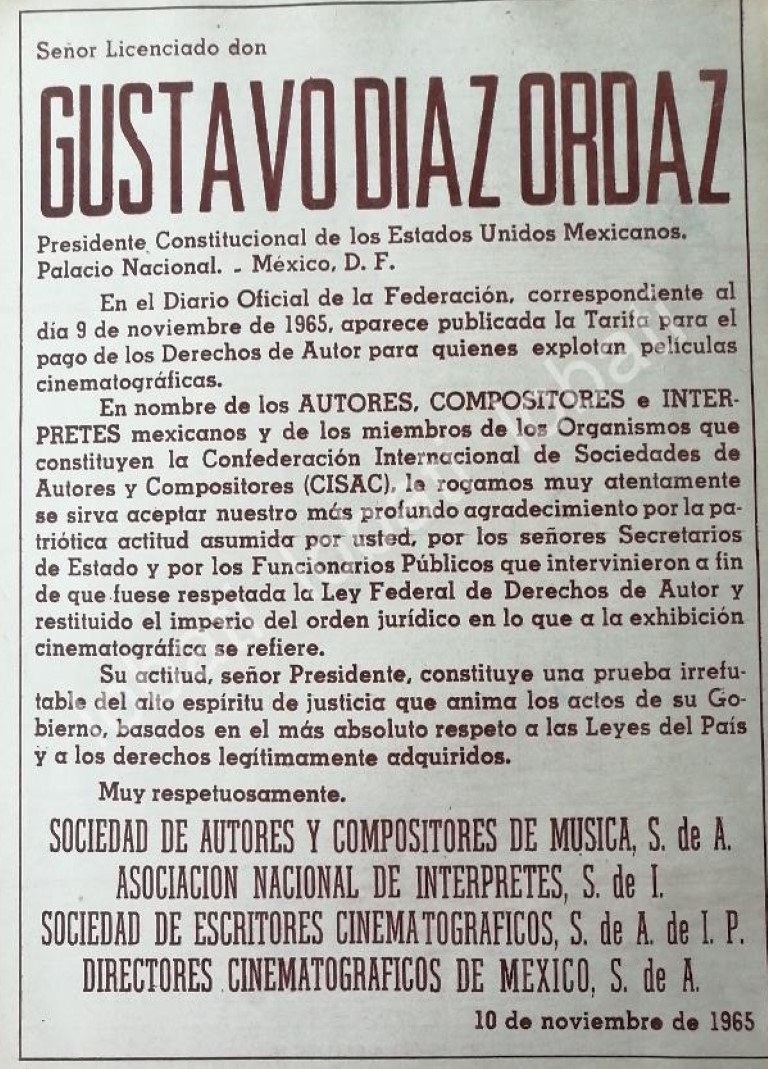 Señor Licenciado don
GUSTAVO DIAZ ORDAZ
Presidente Constitucional de los Estados Unidos Mexicanos.
Palacio Nacional. - México, D. F.
En el Diario Oficial de la Federación, correspondiente al
día 9 de noviembre de 1965, aparece publicada la Tarifa para el
pago de los Derechos de Autor para quienes explotan películas
cinematográficas.
En nombre de los AUTORES, COMPOSITORES e INTER-
PRETES mexicanos y de los miembros de los Organismos que
constituyen la Confederación Internacional de Sociedades de
Autores y Compositores (CISAC), le rogamos muy atentamente
se sirva aceptar nuestro más profundo agradecimiento por la pa-
triótica actitud asumida por usted, por los señores Secretarios
de Estado y por los Funcionarios Públicos que intervinieron a fin
de que fuese respetada la Ley Federal de Derechos de Autor y
restituido el imperio del orden jurídico en lo que a la exhibición
cinematográfica se refiere.
Su actitud, señor Presidente, constituye una prueba irrefu-
table del alto espíritu de justicia que anima los actos de su Go-
bierno, basados en el más absoluto respeto a las Leyes del País
y a los derechos legítimamente adquiridos.
Muy respetuosamente.
SOCIEDAD DE AUTORES Y COMPOSITORES DE MUSICA, S. de A.
ASOCIACION NACIONAL DE INTERPRETES, S. de I.
SOCIEDAD DE ESCRITORES CINEMATOGRAFICOS, S. de A. de I. P.
DIRECTORES CINEMATOGRAFICOS DE MEXICO, S. de A.
10 de noviembre de 1965